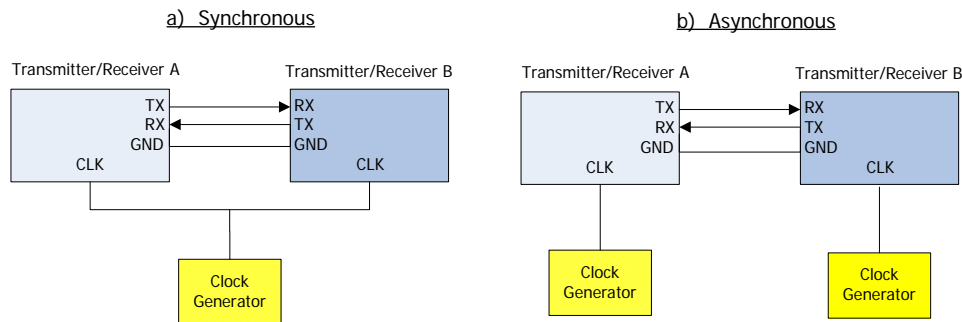 a) Synchronous
Transmitter/Receiver A
Transmitter/Receiver B
TX
RX
GND
CLK
RX
TX
GND
CLK
Clock
Generator
b) Asynchronous
Transmitter/Receiver A
Transmitter/Receiver B
TX
RX
GND
CLK
RX
TX
GND
CLK
Clock
Generator
Clock
Generator